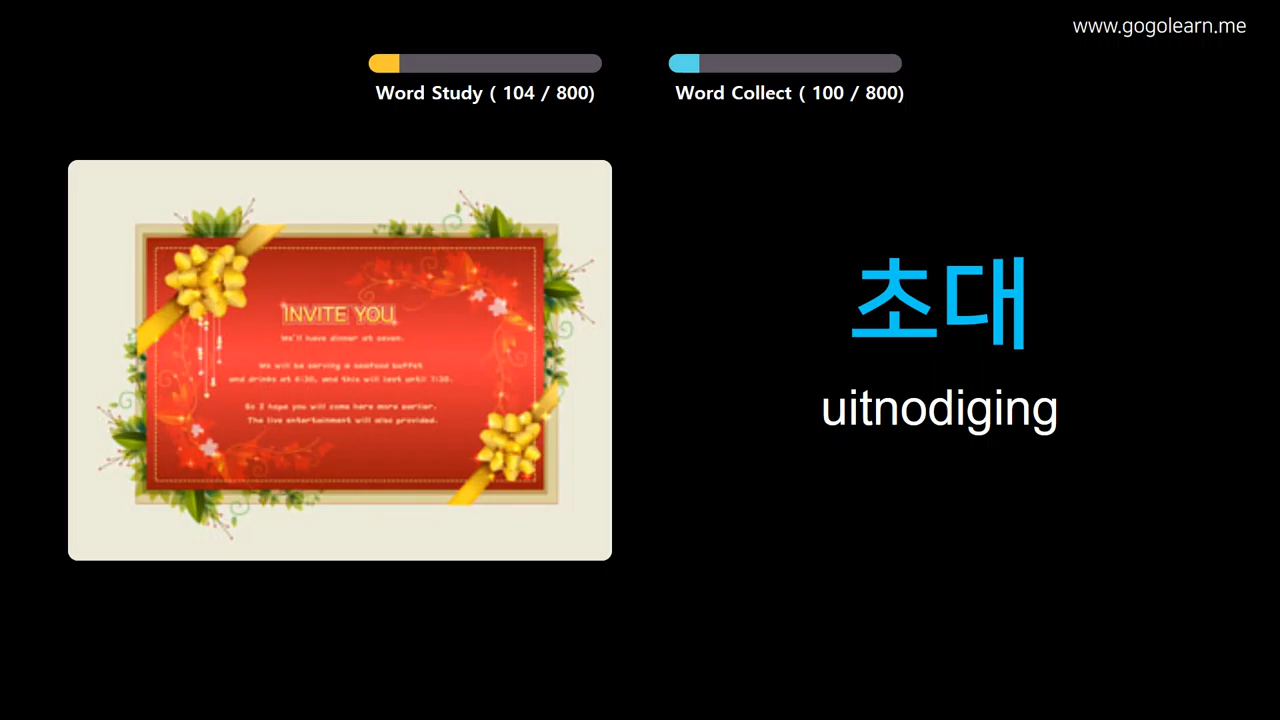 www.gogolearn.me
Word Study ( 104 / 800)
Word Collect ( 100 / 800)
INVITE YOU
We'll have dinner at seven.
We will be serving a seafood buffet
and drinks at 6:30, and this will last until 7:30.
So I hope you will come here more earlier.
The live entertainment will also provided.
초대
uitnodiging